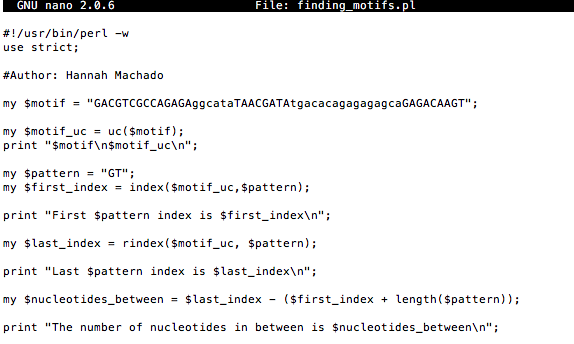 GNU nano 2.0.6 File: finding_motifs.pl
#!/usr/bin/perl -w
use strict;
#Author: Hannah Machado
my $motif = "GACGTCGCCAGAGAggcataTAACGATAtgacacagagagagcaGAGACAAGT";
my $motif_uc = uc($motif);
print "$motif\n$motif_uc\n";
my $pattern = "GT";
my $first_index = index($motif_uc,$pattern);
print "First $pattern index is $first_index\n";
my $last_index = rindex($motif_uc, $pattern);
print "Last $pattern index is $last_index\n";
my $nucleotides_between = $last_index - ($first_index + length($pattern));
print "The number of nucleotides in between is $nucleotides_between\n";